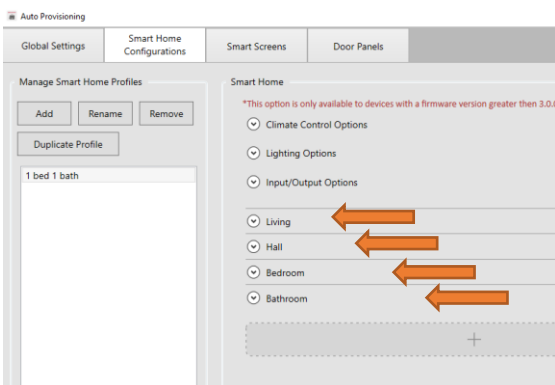 Auto Provisioning
Global Settings
Smart Home
Configurations
Smart Screens
Door Panels
Manage Smart Home Profiles
Add
Rename
Remove
Duplicate Profile
1 bed 1 bath
Smart Home
*This option is only available to devices with a firmware version greater then 3.0.
Climate Control Options
Lighting Options
Input/Output Options
Living
Hall
Bedroom
Bathroom
+